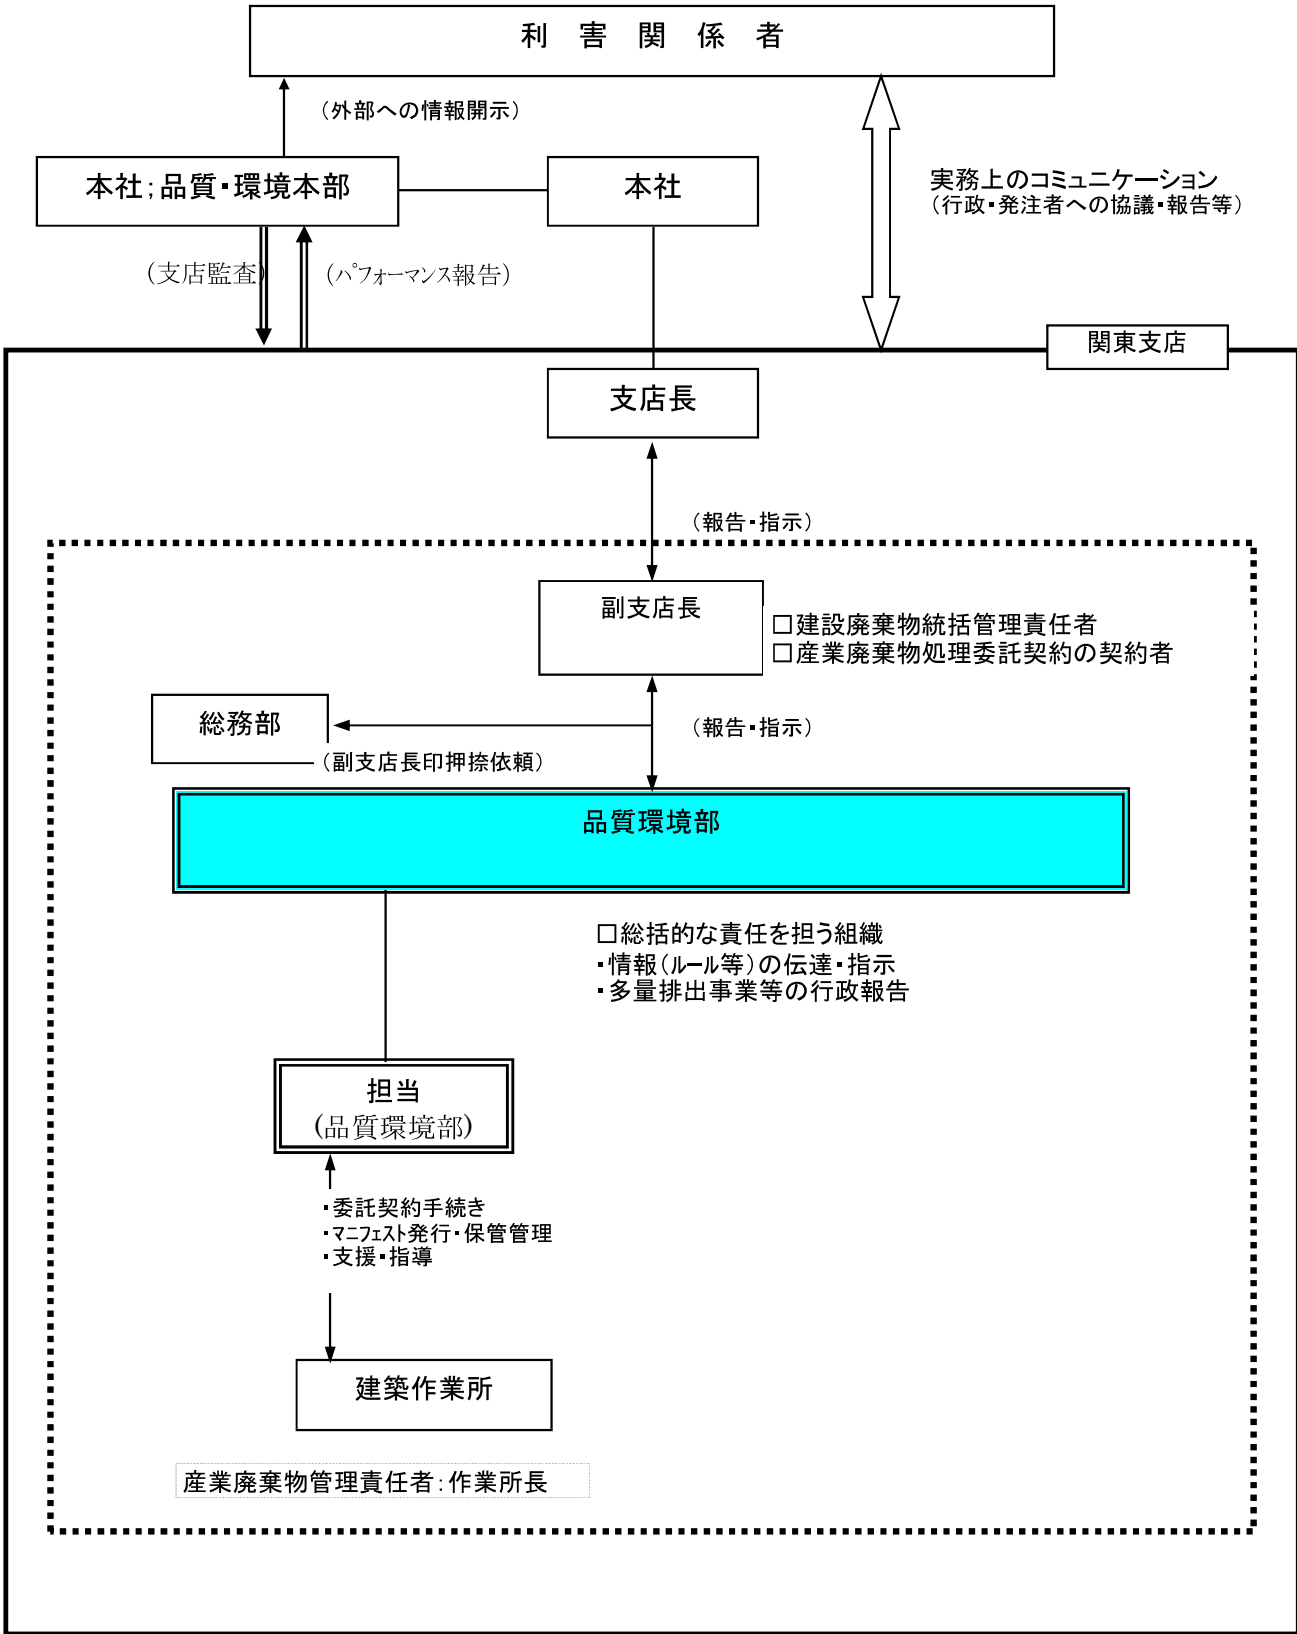 利　害　関　係　者
（外部への情報開示）
本社；品質・環境本部
本社
実務上のコミュニケーション
（行政・発注者への協議・報告等）
（支店監査）
（ﾊﾟﾌｫｰﾏﾝｽ報告）
関東支店
支店長
（報告・指示）
副支店長
□建設廃棄物統括管理責任者
□産業廃棄物処理委託契約の契約者
総務部
（報告・指示）
（副支店長印押捺依頼）
品質環境部
□総括的な責任を担う組織
・情報（ﾙｰﾙ等）の伝達・指示
・多量排出事業等の行政報告
担当
(品質環境部)
・委託契約手続き
・ﾏﾆﾌｪｽﾄ発行・保管管理
・支援・指導
建築作業所
産業廃棄物管理責任者：作業所長